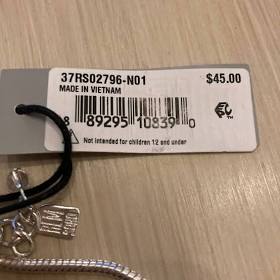 37RS02796-N01 $45.00
MADE IN VIETNAM
8 89295 10839 0
Not intended for children 12 and under